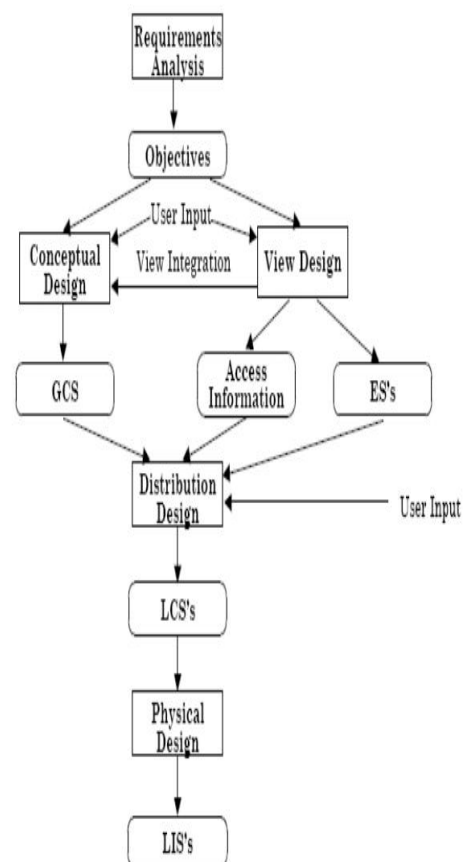 Requirements
Analysis
Objectives
User Input
Conceptual
Design
View Integration
View Design
GCS
Access
Information
ES's
Distribution
Design
User Input
LCS's
Physical
Design
LIS's